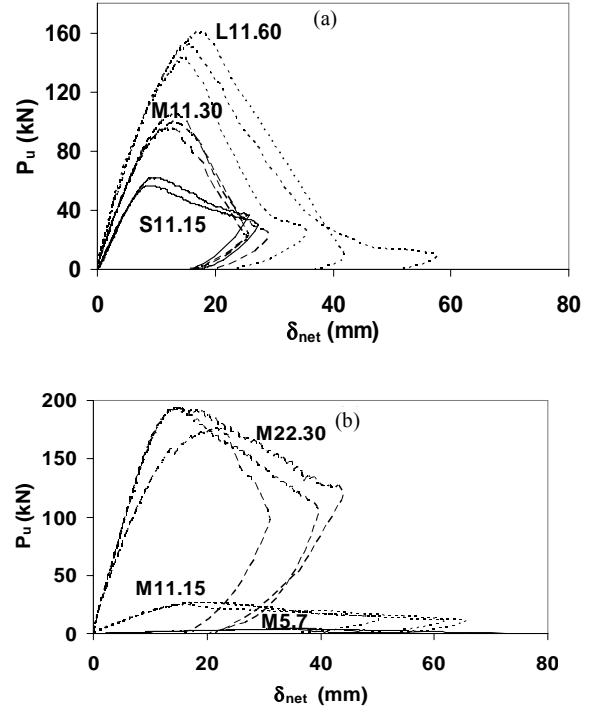 (a)
160
L11.60
120
M11.30
80
40
S11.15
0
0 20 40 60 80
Pu (kN)
δnet (mm)
(b)
200
M22.30
150
100
50
M11.15
M5.7
0
0 20 40 60 80
Pu (kN)
δnet (mm)